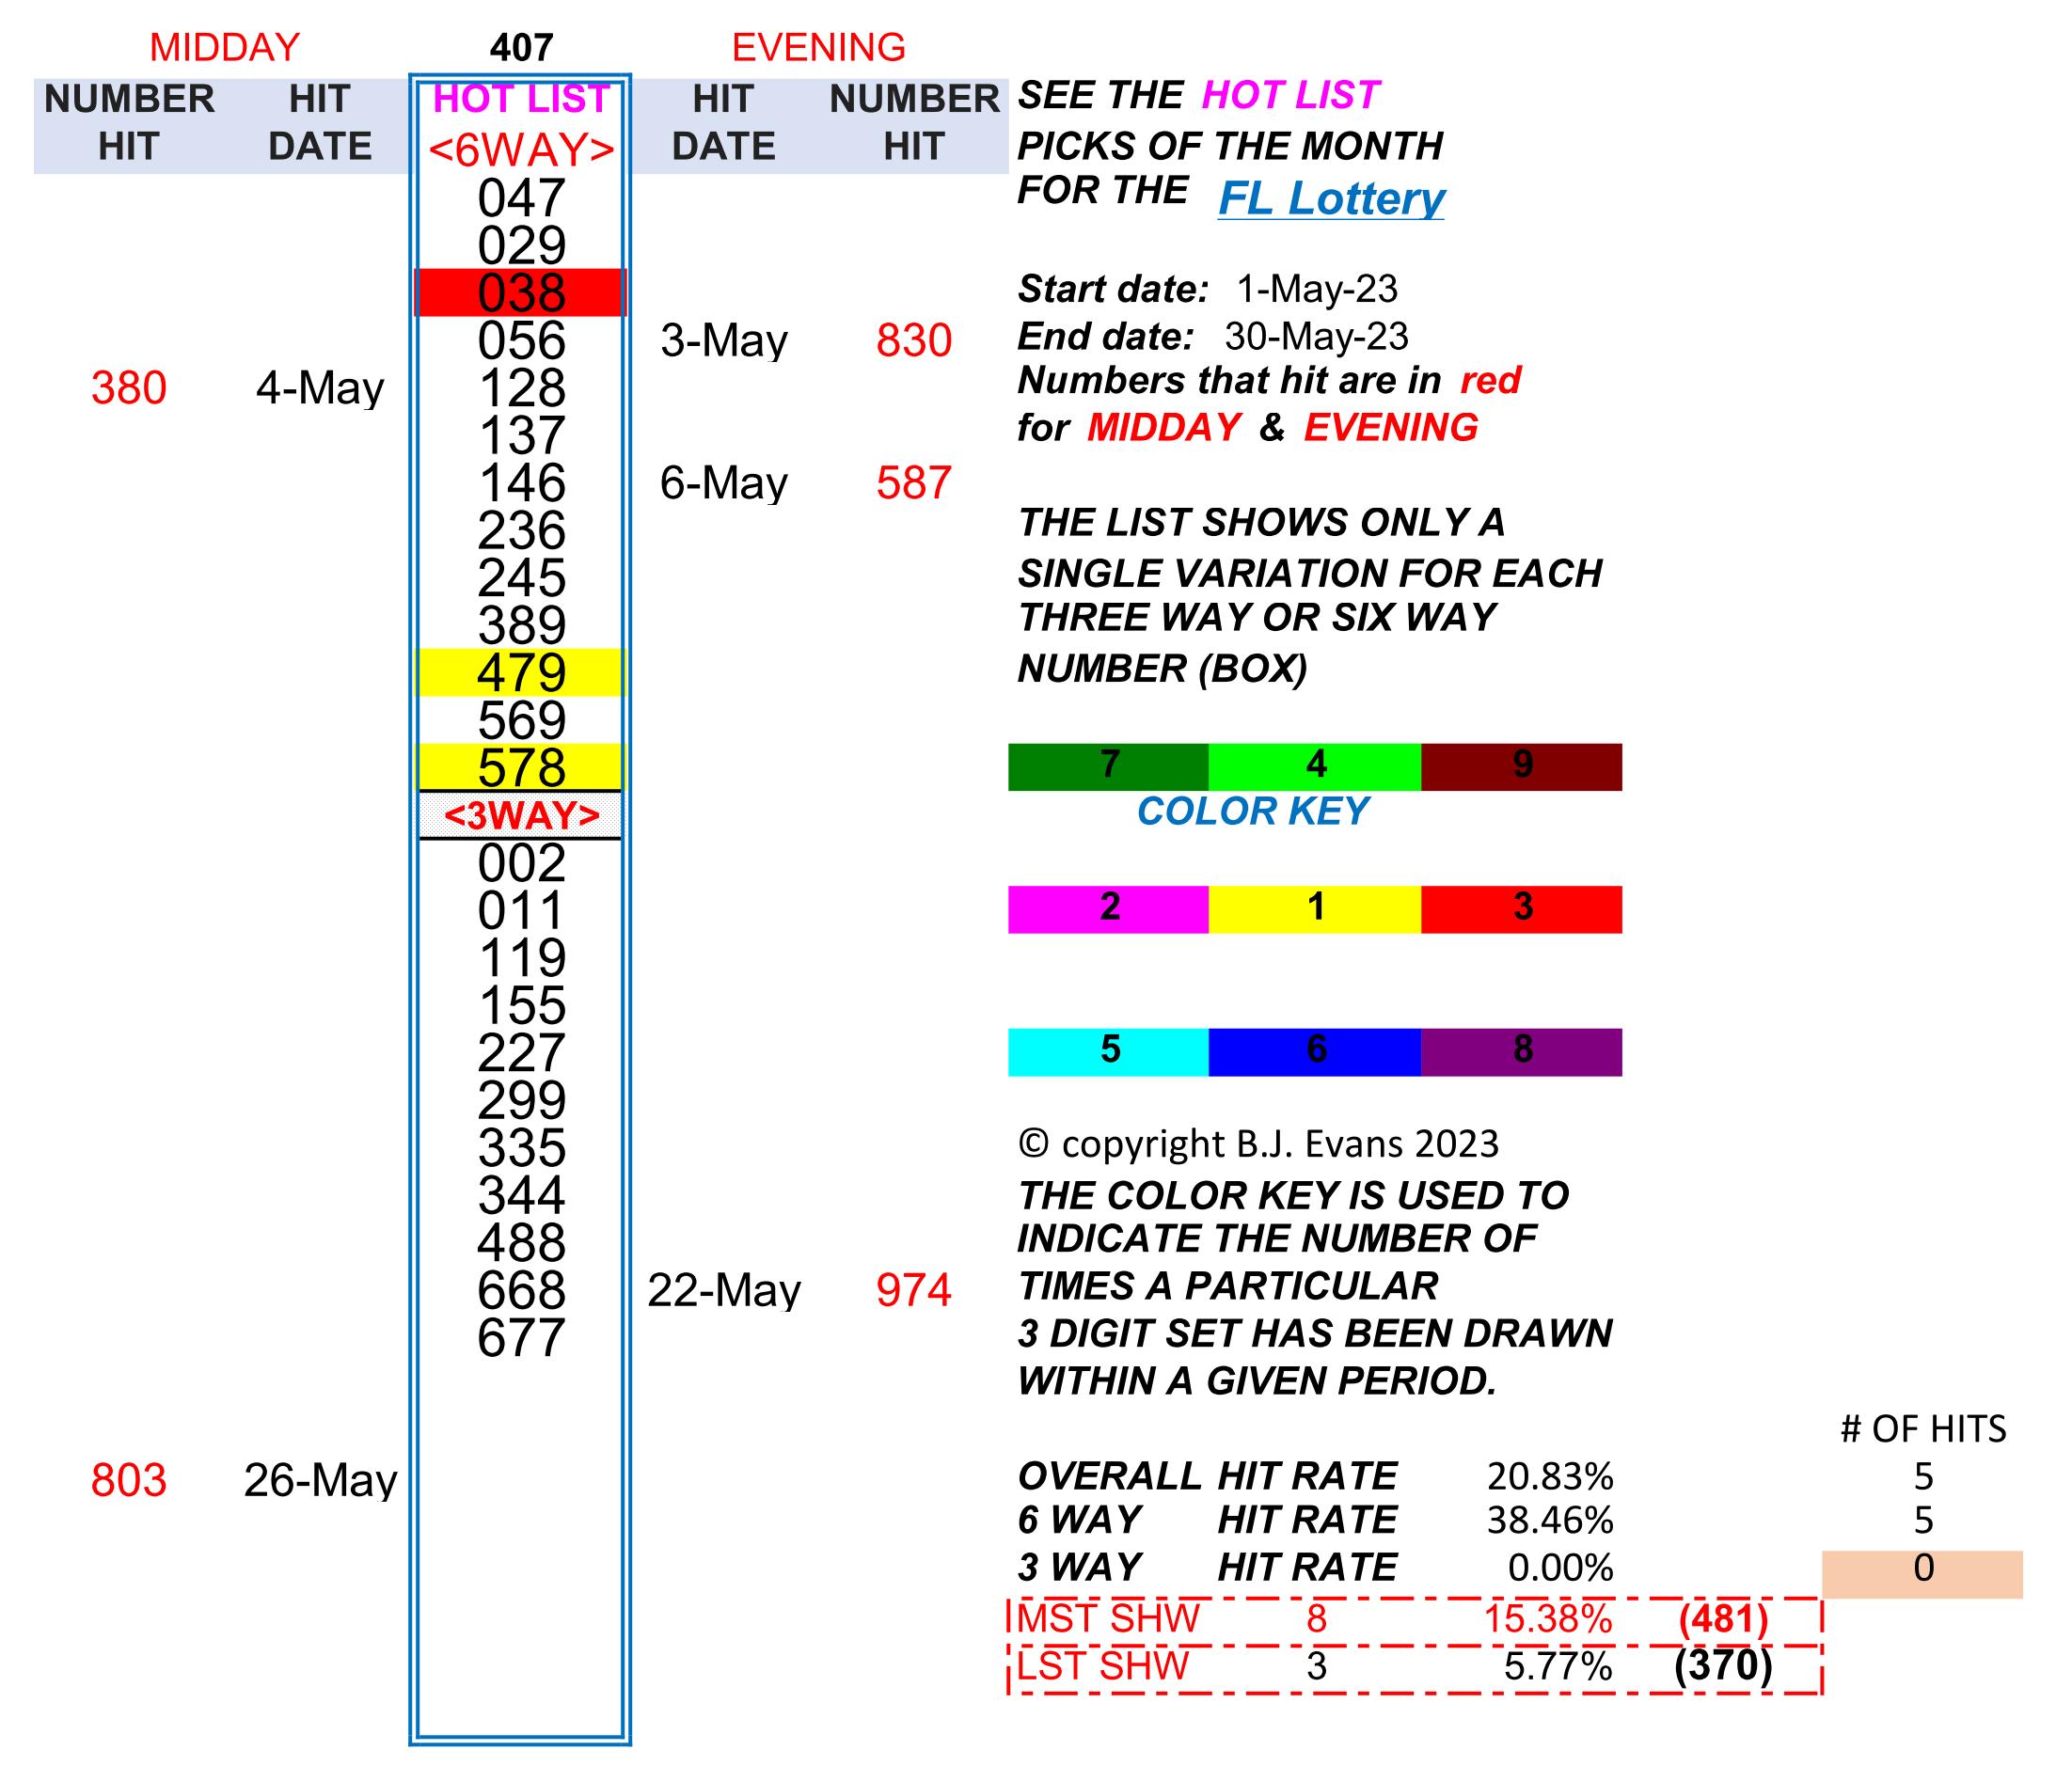 MIDDAY 407 EVENING
NUMBER HIT HOT LIST HIT NUMBER SEE THE HOT LIST
HIT DATE <6WAY> DATE HIT PICKS OF THE MONTH
047 FOR THE FL Lottery
029
038 Start date: 1-May-23
056 3-May 830 End date: 30-May-23
380 4-May 128 Numbers that hit are in red
137 for MIDDAY & EVENING
146 6-May 587
236 THE LIST SHOWS ONLY A
245 SINGLE VARIATION FOR EACH
389 THREE WAY OR SIX WAY
479 NUMBER (BOX)
569
578 7 4 9
<3WAY> COLOR KEY
002
011 2 1 3
119
155
227 5 6 8
299
335 © copyright B.J. Evans 2023
344 THE COLOR KEY IS USED TO
488 INDICATE THE NUMBER OF
668 22-May 974 TIMES A PARTICULAR
677 3 DIGIT SET HAS BEEN DRAWN
WITHIN A GIVEN PERIOD.
# OF HITS
803 26-May OVERALL HIT RATE 20.83% 5
6 WAY HIT RATE 38.46% 5
3 WAY HIT RATE 0.00% 0
MST SHW 8 15.38% (481)
LST SHW 3 5.77% (370)